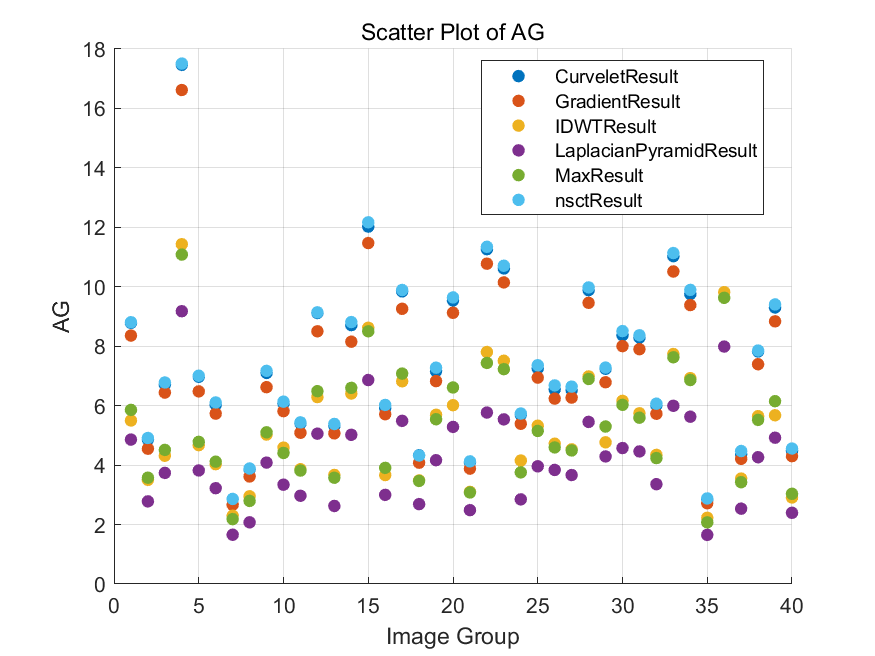 Scatter Plot of AG
18
16
14
12
10
8
6
4
2
0
AG
CurveletResult
GradientResult
IDWTResult
LaplacianPyramidResult
MaxResult
nsctResult
0 5 10 15 20 25 30 35 40
Image Group